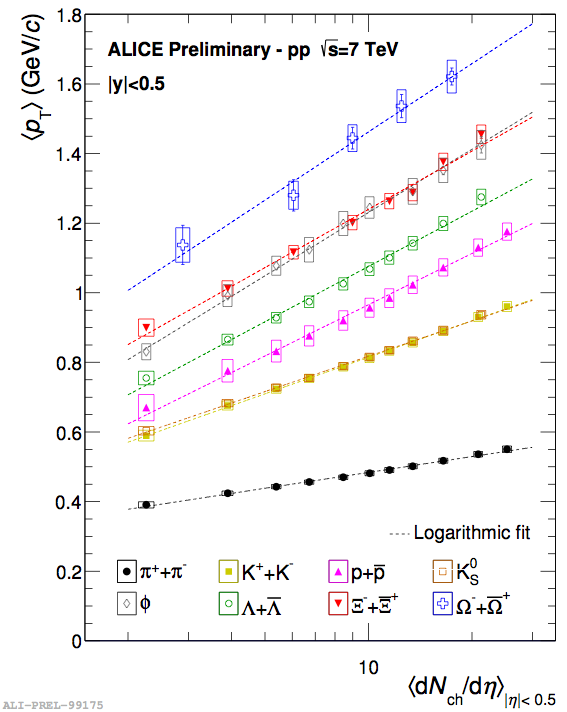 ALICE Preliminary - pp √s=7 TeV
|y|<0.5
⟨p_T⟩ (GeV/c)
1.8
1.6
1.4
1.2
1
0.8
0.6
0.4
0.2
0
Logarithmic fit
π⁺+π⁻ K⁺+K⁻ p+p̅ K⁰_S
ϕ Λ+Λ̅ Ξ⁻+Ξ̅⁺ Ω⁻+Ω̅⁺
10
⟨dN_ch/dη⟩_|η|< 0.5
ALI-PREL-99175